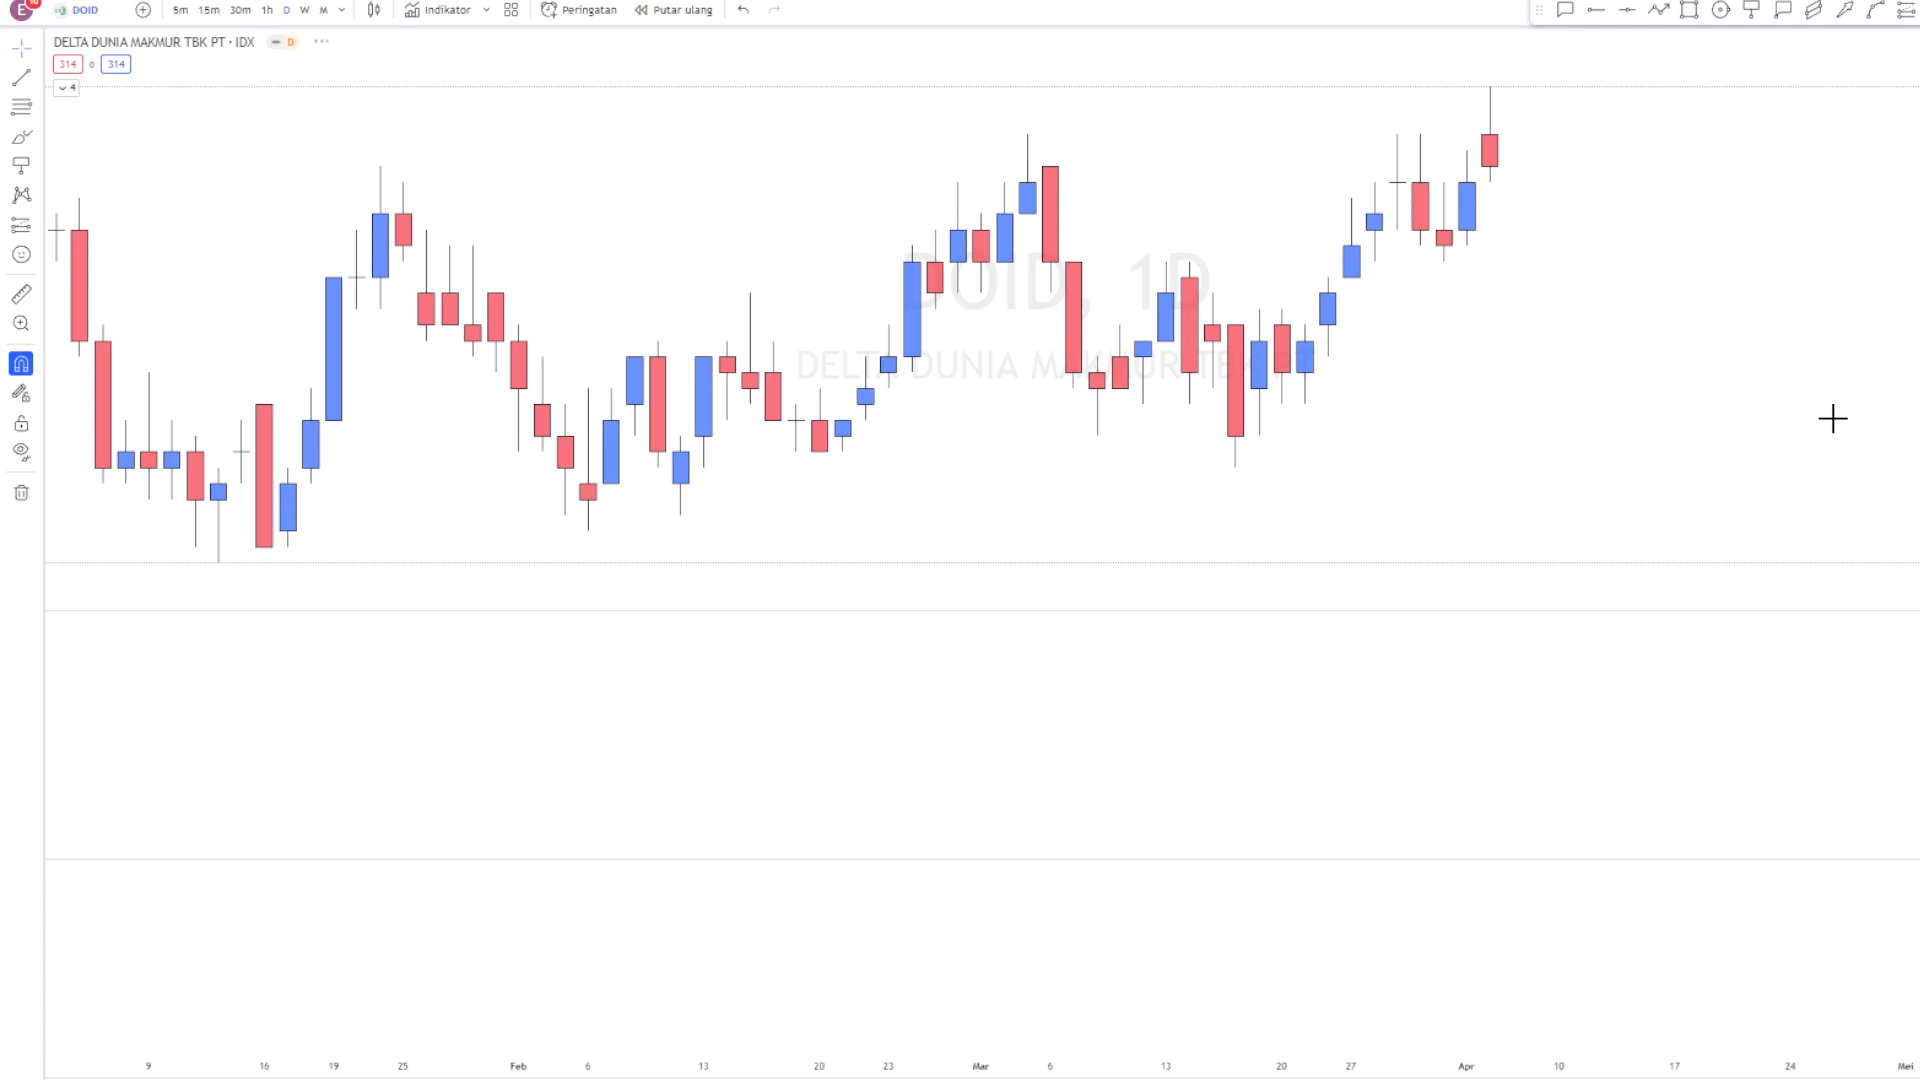 E 10 DOID 5m 15m 30m 1h D W M Indikator Peringatan Putar ulang
DELTA DUNIA MAKMUR TBK PT · IDX D
314 0 314
4
DOID, 1D
DELTA DUNIA MAKMUR TBK PT
9 16 19 25 Feb 6 13 20 23 Mar 6 13 20 27 Apr 10 17 24 Mei